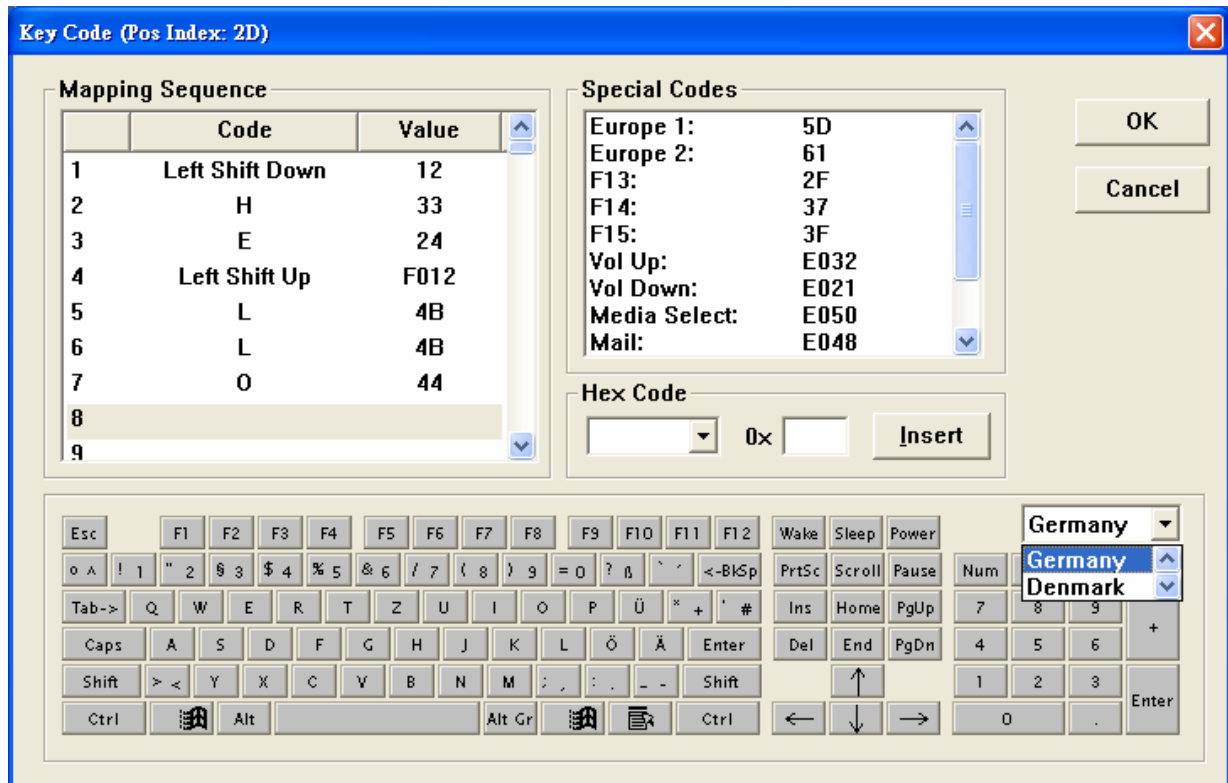 Key Code (Pos Index: 2D)
Mapping Sequence
Code Value
1 Left Shift Down 12
2 H 33
3 E 24
4 Left Shift Up F012
5 L 4B
6 L 4B
7 O 44
8
9
Special Codes
Europe 1: 5D
Europe 2: 61
F13: 2F
F14: 37
F15: 3F
Vol Up: E032
Vol Down: E021
Media Select: E050
Mail: E048
OK
Cancel
Hex Code
0x Insert
Germany
Germany
Denmark
Esc F1 F2 F3 F4 F5 F6 F7 F8 F9 F10 F11 F12 Wake Sleep Power
o ^ ! 1 " 2 § 3 $ 4 % 5 & 6 / 7 ( 8 ) 9 = 0 ? ß ` ´ <-BkSp PrtSc Scroll Pause Num
Tab-> Q W E R T Z U I O P Ü * + ' # Ins Home PgUp 7 8 9 +
Caps A S D F G H J K L Ö Ä Enter Del End PgDn 4 5 6
Shift > < Y X C V B N M ; , : . _ - Shift ↑ 1 2 3 Enter
Ctrl Alt Alt Gr Ctrl ← ↓ → 0 .